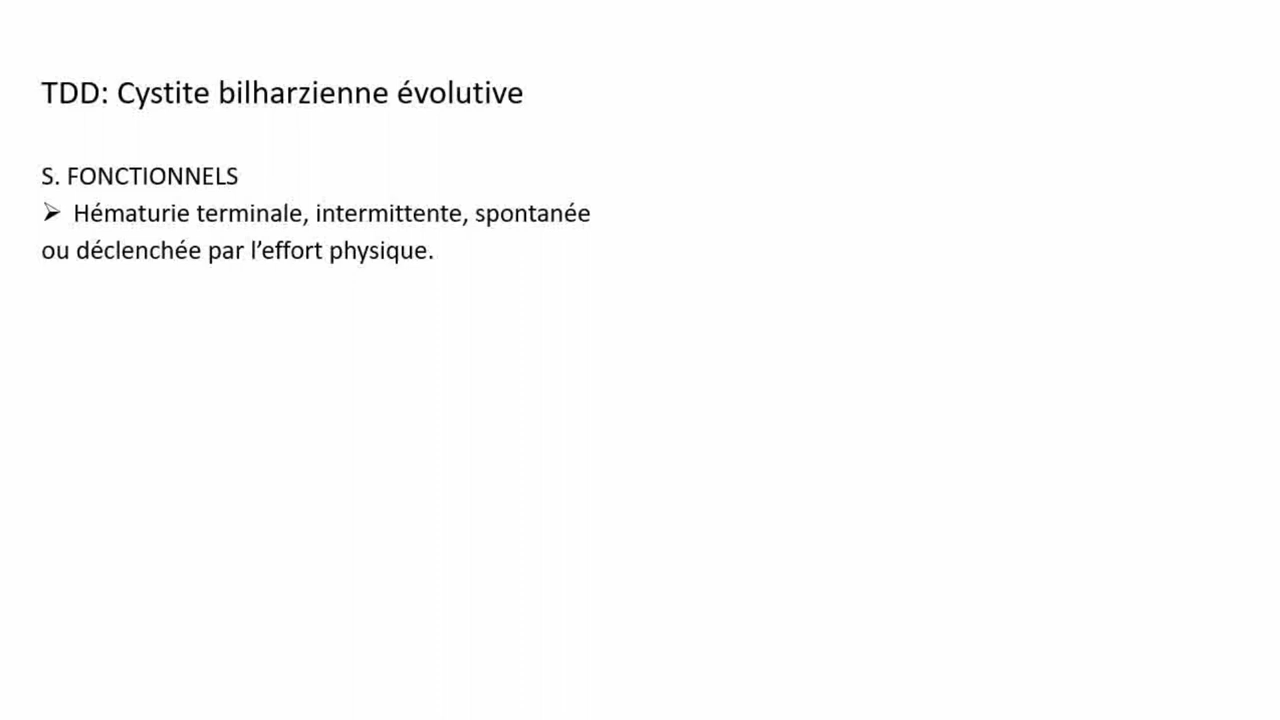 TDD: Cystite bilharzienne évolutive
S. FONCTIONNELS
➢ Hématurie terminale, intermittente, spontanée
ou déclenchée par l’effort physique.